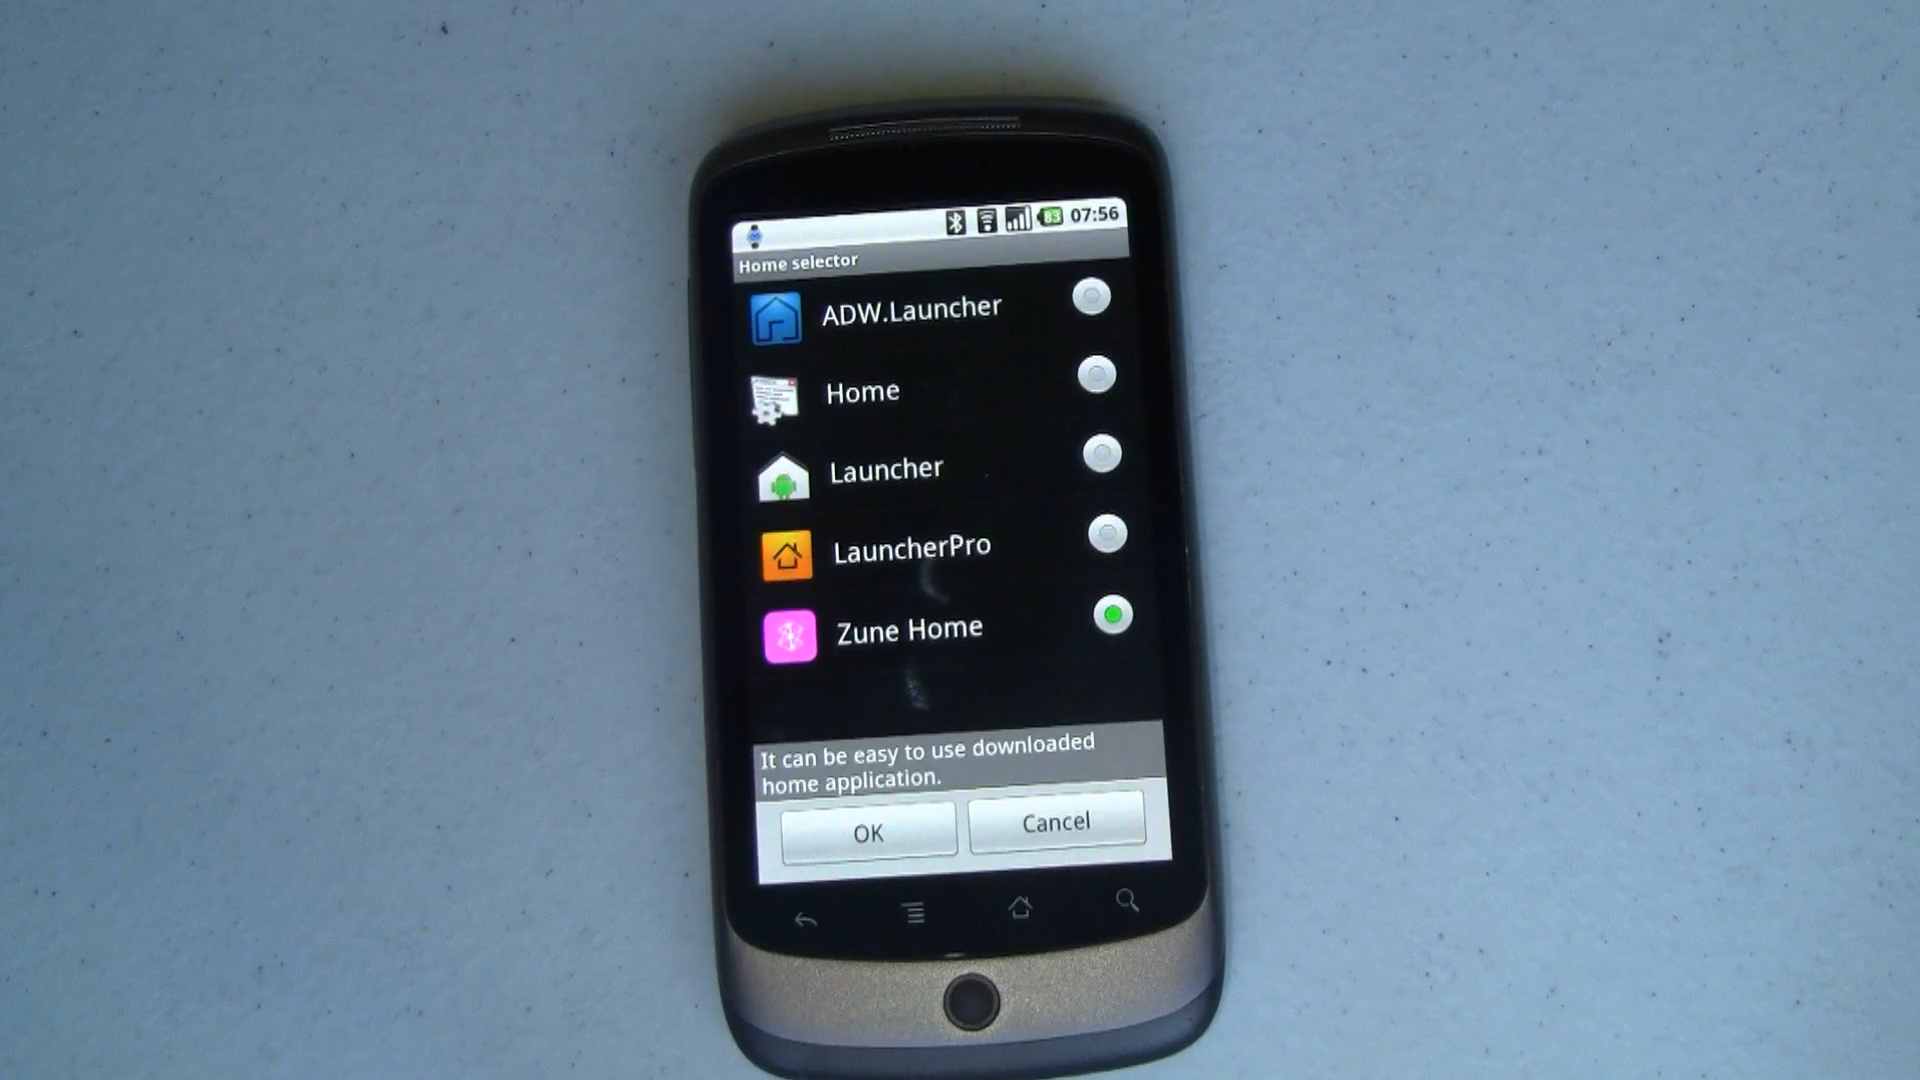 83 07:56
Home selector
ADW.Launcher
Home
Launcher
LauncherPro
Zune Home
It can be easy to use downloaded
home application.
OK Cancel